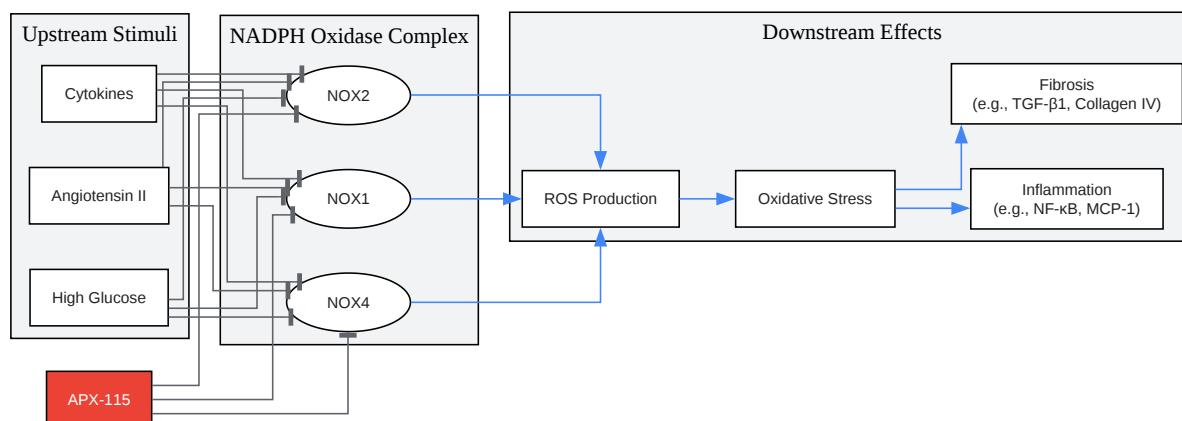 Upstream Stimuli
NADPH Oxidase Complex
Downstream Effects
Cytokines
NOX2
Fibrosis
(e.g., TGF-β1, Collagen IV)
Angiotensin II
NOX1
ROS Production
Oxidative Stress
Inflammation
(e.g., NF-κB, MCP-1)
High Glucose
NOX4
APX-115